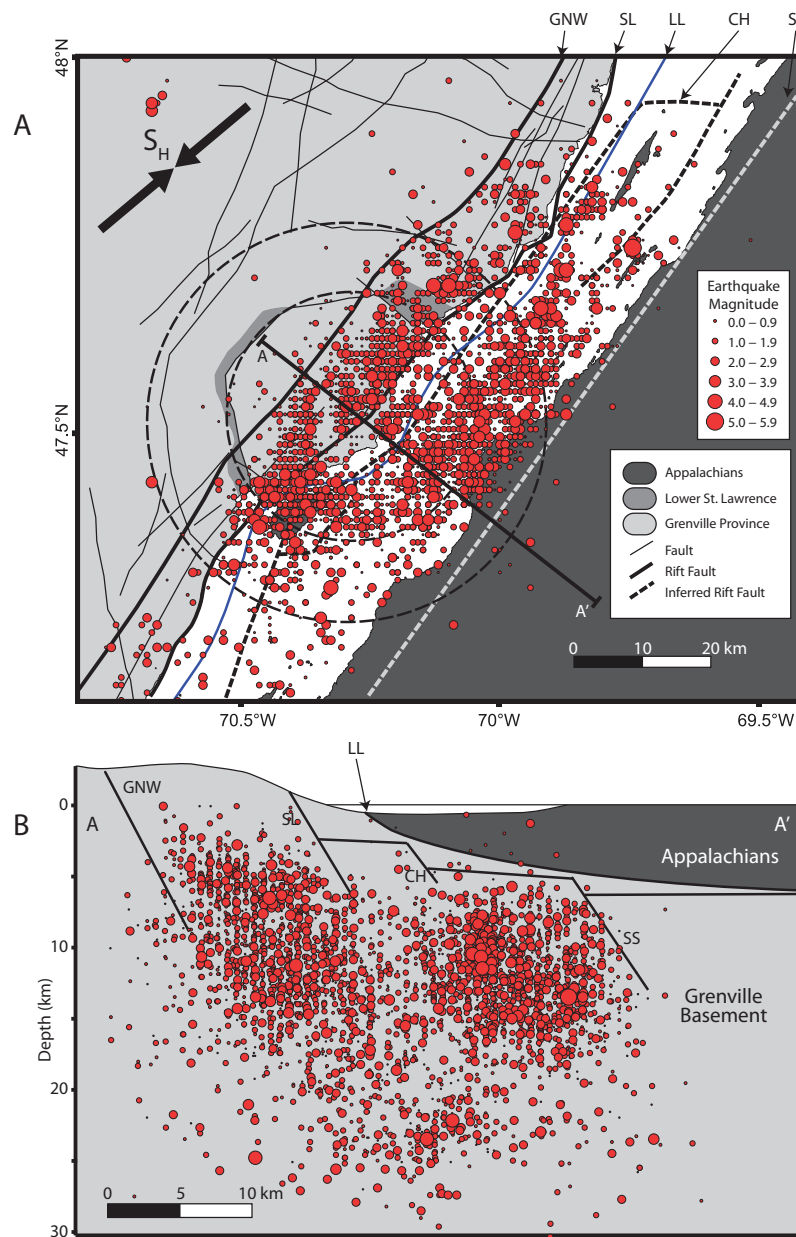 GNW SL LL CH S
48°N
A
S_H
Earthquake
Magnitude
0.0 – 0.9
1.0 – 1.9
2.0 – 2.9
3.0 – 3.9
4.0 – 4.9
5.0 – 5.9
A
47.5°N
Appalachians
Lower St. Lawrence
Grenville Province
Fault
Rift Fault
Inferred Rift Fault
A'
0 10 20 km
70.5°W 70°W 69.5°W
LL
GNW
0
B A SL A'
Appalachians
CH
10
SS
Depth (km)
Grenville
Basement
20
0 5 10 km
30